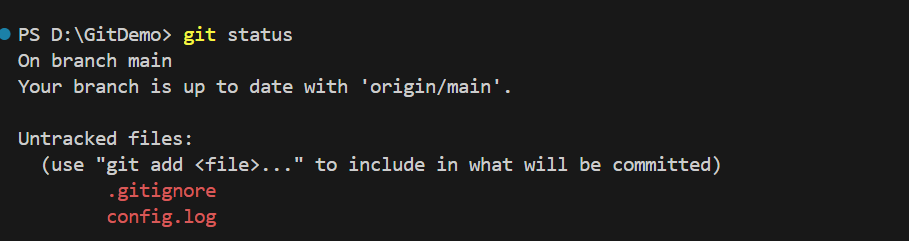 PS D:\GitDemo> git status
On branch main
Your branch is up to date with 'origin/main'.

Untracked files:
  (use "git add <file>..." to include in what will be committed)
        .gitignore
        config.log